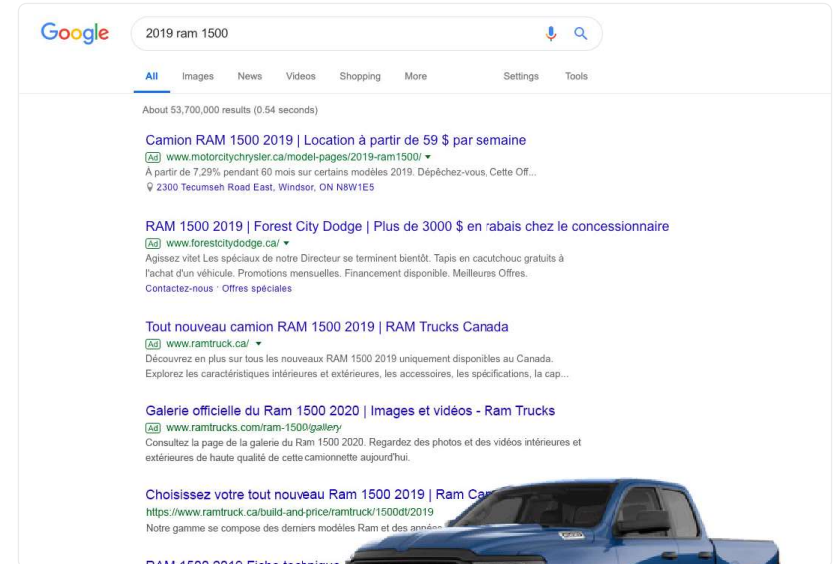 Google
2019 ram 1500
All Images News Videos Shopping More Settings Tools
About 53,700,000 results (0.54 seconds)
Camion RAM 1500 2019 | Location à partir de 59 $ par semaine
Ad www.motorcitychrysler.ca/model-pages/2019-ram1500/
À partir de 7,29% pendant 60 mois sur certains modèles 2019. Dépêchez-vous, Cette Off...
2300 Tecumseh Road East, Windsor, ON N8W1E5
RAM 1500 2019 | Forest City Dodge | Plus de 3000 $ en rabais chez le concessionnaire
Ad www.forestcitydodge.ca/
Agissez vitet Les spéciaux de notre Directeur se terminent bientôt. Tapis en cacutchouc gratuits à
l'achat d'un véhicule. Promotions mensuelles. Financement disponible. Meilleurss Offres.
Contactez-nous · Offres spéciales
Tout nouveau camion RAM 1500 2019 | RAM Trucks Canada
Ad www.ramtruck.ca/
Découvrez en plus sur tous les nouveaux RAM 1500 2019 uniquement disponibles au Canada.
Explorez les caractéristiques intérieures et extérieures, les accessoires, les spécifications, la cap...
Galerie officielle du Ram 1500 2020 | Images et vidéos - Ram Trucks
Ad www.ramtrucks.com/ram-1500/gallery
Consultez la page de la galerie du Ram 1500 2020. Regardez des photos et des vidéos intérieures et
extérieures de haute qualité de cette camionnette aujourd'hui.
Choisissez votre tout nouveau Ram 1500 2019 | Ram Can
https://www.ramtruck.ca/build-and-price/ramtruck/1500dt/2019
Notre gamme se compose des derniers modèles Ram et des année
RAM 1500 2019 Fiche technique